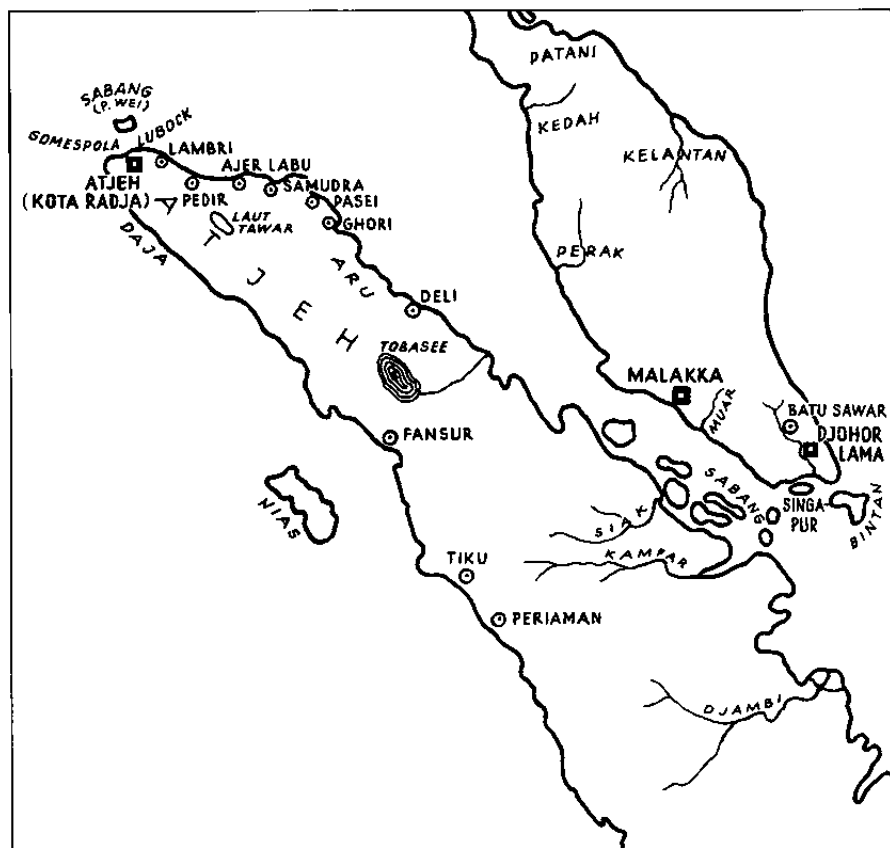 PATANI
KEDAH
KELANTAN
PERAK
SABANG
(P. WEI)
GOMESPOLA
LUBOCK
LAMBRI
AJER LABU
SAMUDRA
PASEI
GHORI
ATJEH
(KOTA RADJA)
PEDIR
LAUT
TAWAR
DAJA
ATJEH
ARU
DELI
TOBASEE
MALAKKA
MUAR
BATU SAWAR
DJOHOR
LAMA
FANSUR
NIAS
SABANG
SINGA-
PUR
BINTAN
SIAK
KAMPAR
TIKU
PERIAMAN
DJAMBI